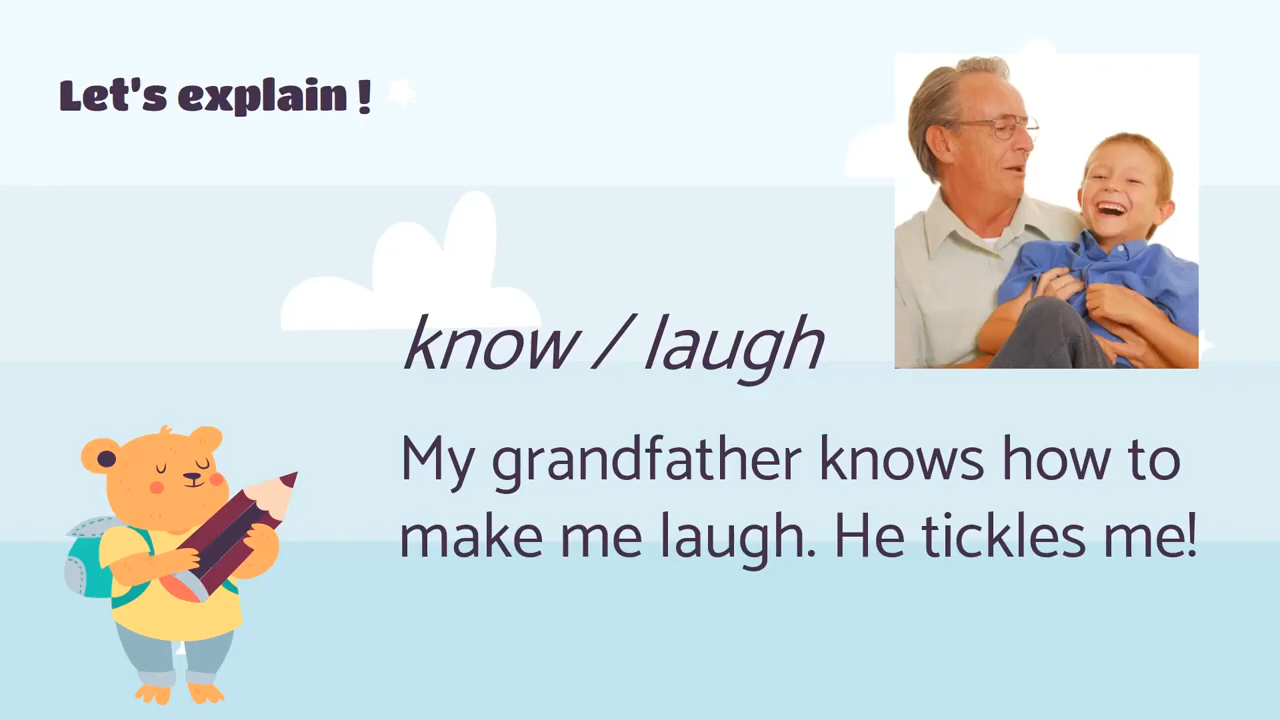 Let's explain !
know / laugh
My grandfather knows how to
make me laugh. He tickles me!